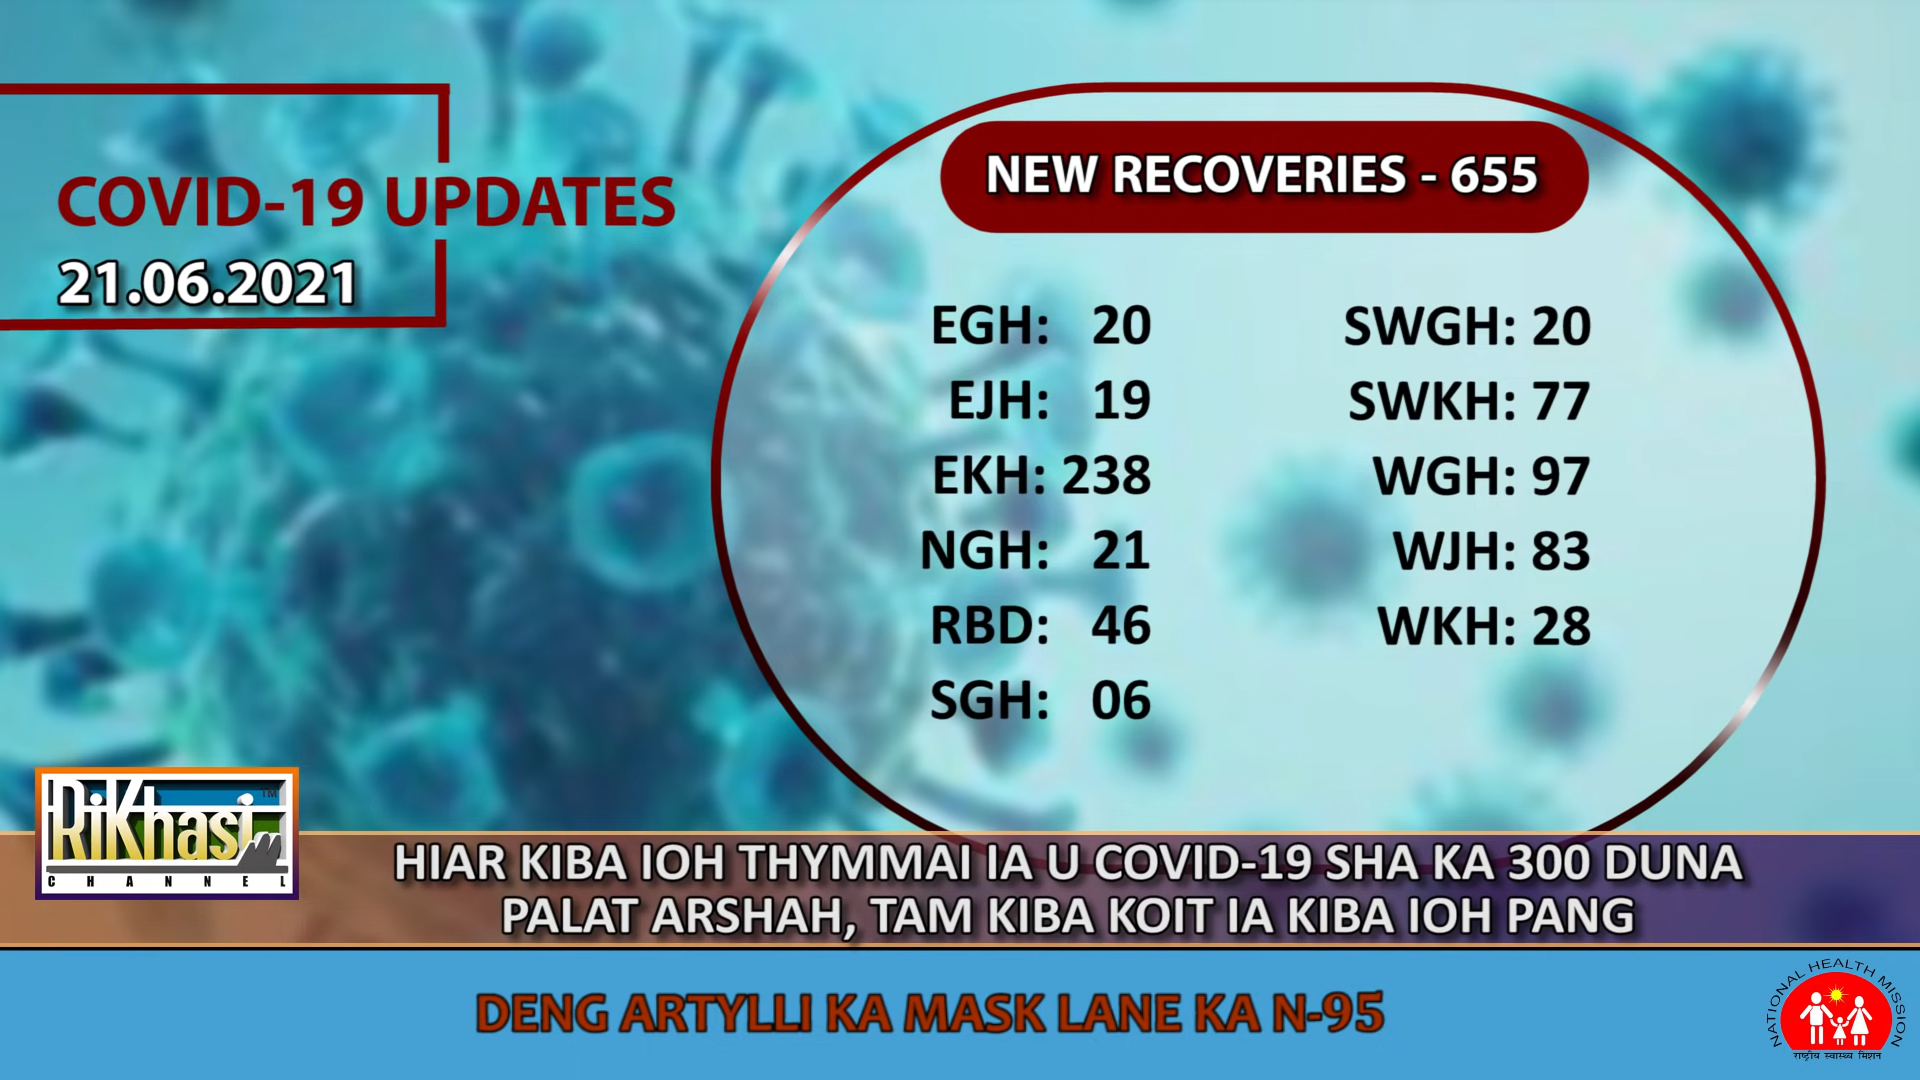 COVID-19 UPDATES
21.06.2021
NEW RECOVERIES - 655
EGH: 20
EJH: 19
EKH: 238
NGH: 21
RBD: 46
SGH: 06
SWGH: 20
SWKH: 77
WGH: 97
WJH: 83
WKH: 28
RiKhasi TM
CHANNEL
HIAR KIBA IOH THYMMAI IA U COVID-19 SHA KA 300 DUNA
PALAT ARSHAH, TAM KIBA KOIT IA KIBA IOH PANG
DENG ARTYLLI KA MASK LANE KA N-95
NATIONAL HEALTH MISSION
राष्ट्रीय स्वास्थ्य मिशन